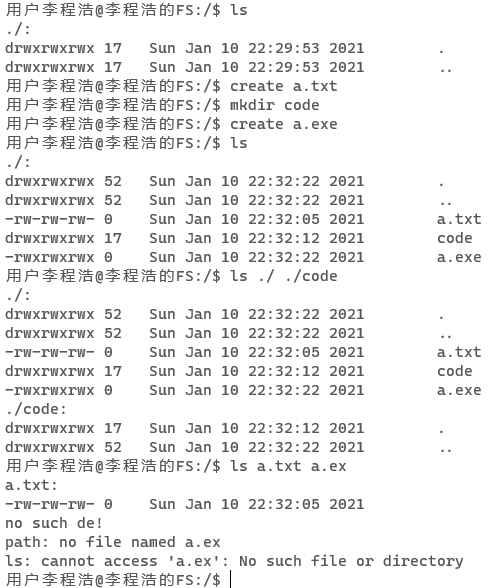 用户李程浩@李程浩的FS:/$ ls
./:
drwxrwxrwx 17   Sun Jan 10 22:29:53 2021        .
drwxrwxrwx 17   Sun Jan 10 22:29:53 2021        ..
用户李程浩@李程浩的FS:/$ create a.txt
用户李程浩@李程浩的FS:/$ mkdir code
用户李程浩@李程浩的FS:/$ create a.exe
用户李程浩@李程浩的FS:/$ ls
./:
drwxrwxrwx 52   Sun Jan 10 22:32:22 2021        .
drwxrwxrwx 52   Sun Jan 10 22:32:22 2021        ..
-rw-rw-rw- 0    Sun Jan 10 22:32:05 2021        a.txt
drwxrwxrwx 17   Sun Jan 10 22:32:12 2021        code
-rwxrwxrwx 0    Sun Jan 10 22:32:22 2021        a.exe
用户李程浩@李程浩的FS:/$ ls ./ ./code
./:
drwxrwxrwx 52   Sun Jan 10 22:32:22 2021        .
drwxrwxrwx 52   Sun Jan 10 22:32:22 2021        ..
-rw-rw-rw- 0    Sun Jan 10 22:32:05 2021        a.txt
drwxrwxrwx 17   Sun Jan 10 22:32:12 2021        code
-rwxrwxrwx 0    Sun Jan 10 22:32:22 2021        a.exe
./code:
drwxrwxrwx 17   Sun Jan 10 22:32:12 2021        .
drwxrwxrwx 52   Sun Jan 10 22:32:22 2021        ..
用户李程浩@李程浩的FS:/$ ls a.txt a.ex
a.txt:
-rw-rw-rw- 0    Sun Jan 10 22:32:05 2021
no such de!
path: no file named a.ex
ls: cannot access 'a.ex': No such file or directory
用户李程浩@李程浩的FS:/$